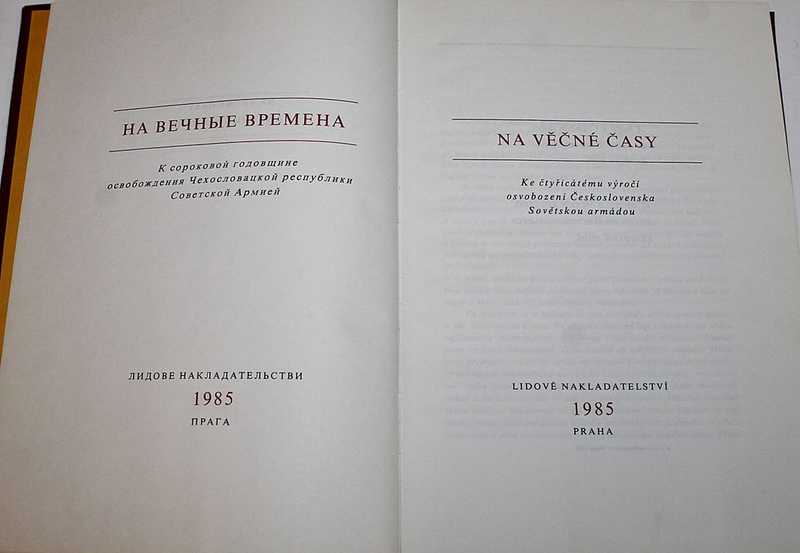 НА ВЕЧНЫЕ ВРЕМЕНА
К сороковой годовщине
освобождения Чехословацкой республики
Советской Армией
ЛИДОВЕ НАКЛАДАТЕЛЬСТВИ
1985
ПРАГА
NA VĚČNÉ ČASY
Ke čtyřicátému výročí
osvobození Československa
Sovětskou armádou
LIDOVÉ NAKLADATELSTVÍ
1985
PRAHA